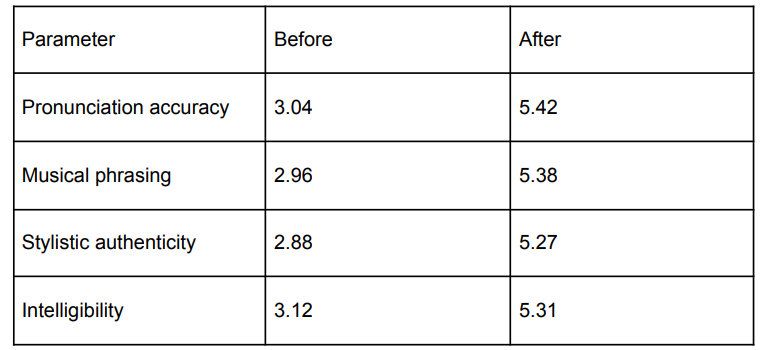 Parameter Before After
Pronunciation accuracy 3.04 5.42
Musical phrasing 2.96 5.38
Stylistic authenticity 2.88 5.27
Intelligibility 3.12 5.31